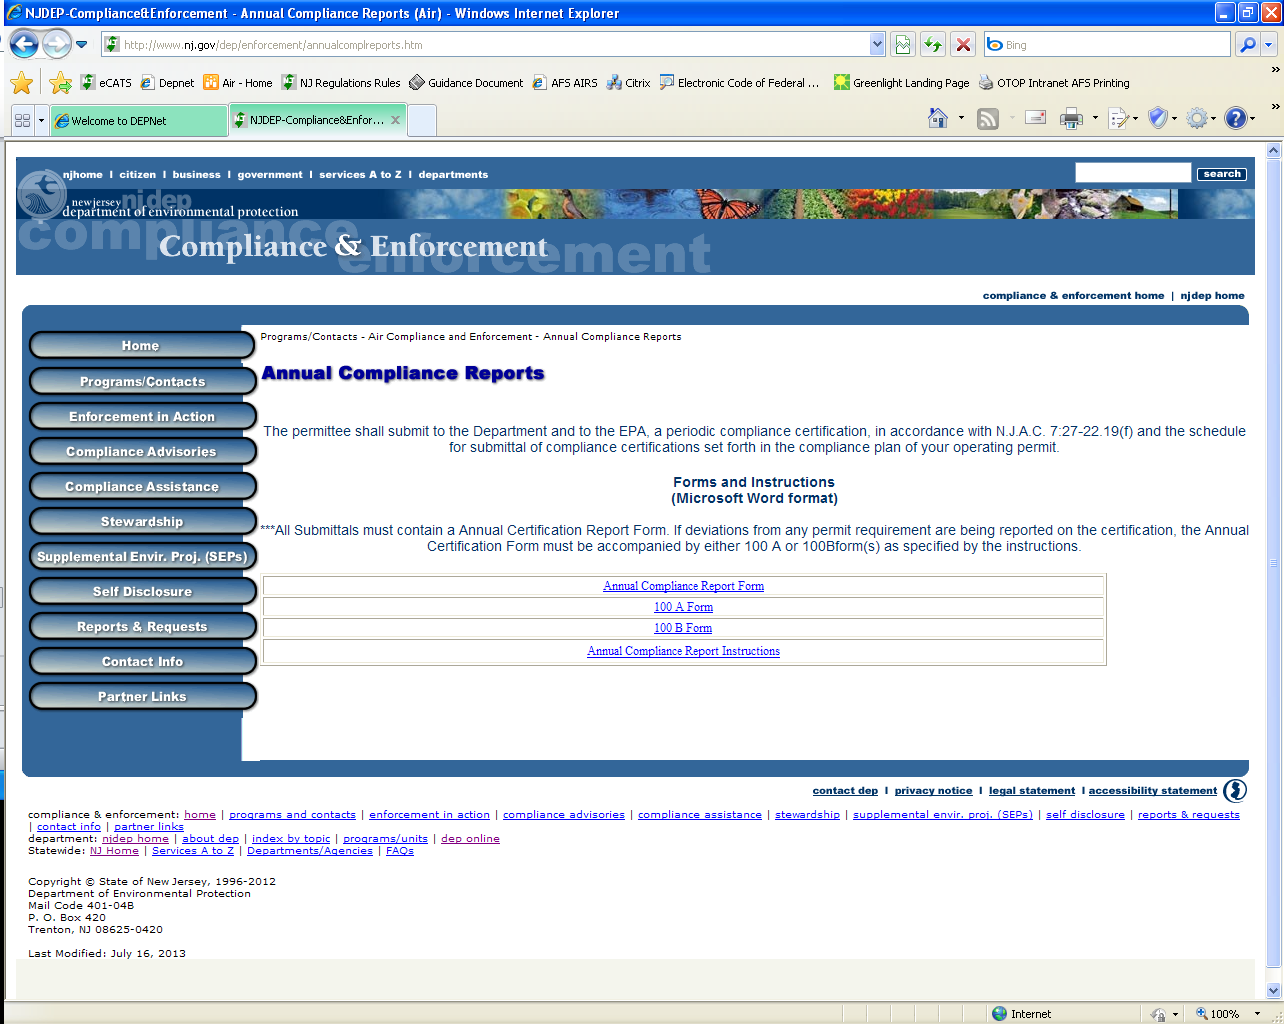 NJDEP-Compliance&Enforcement - Annual Compliance Reports (Air) - Windows Internet Explorer
http://www.nj.gov/dep/enforcement/annualcomplreports.htm
Bing
eCATS Depnet Air - Home NJ Regulations Rules Guidance Document AFS AIRS Citrix Electronic Code of Federal ... Greenlight Landing Page OTOP Intranet AFS Printing
Welcome to DEPNet NJDEP-Compliance&Enfor...
njhome | citizen | business | government | services A to Z | departments
search
njdep
new jersey
department of environmental protection
compliance
Compliance & Enforcement
enforcement
compliance & enforcement home | njdep home
Programs/Contacts - Air Compliance and Enforcement - Annual Compliance Reports
Home
Programs/Contacts
Enforcement in Action
Compliance Advisories
Compliance Assistance
Stewardship
Supplemental Envir. Proj. (SEPs)
Self Disclosure
Reports & Requests
Contact Info
Partner Links
Annual Compliance Reports
The permittee shall submit to the Department and to the EPA, a periodic compliance certification, in accordance with N.J.A.C. 7:27-22.19(f) and the schedule
for submittal of compliance certifications set forth in the compliance plan of your operating permit.
Forms and Instructions
(Microsoft Word format)
***All Submittals must contain a Annual Certification Report Form. If deviations from any permit requirement are being reported on the certification, the Annual
Certification Form must be accompanied by either 100 A or 100Bform(s) as specified by the instructions.
Annual Compliance Report Form
100 A Form
100 B Form
Annual Compliance Report Instructions
contact dep | privacy notice | legal statement | accessibility statement
compliance & enforcement: home | programs and contacts | enforcement in action | compliance advisories | compliance assistance | stewardship | supplemental envir. proj. (SEPs) | self disclosure | reports & requests
| contact info | partner links
department: njdep home | about dep | index by topic | programs/units | dep online
Statewide: NJ Home | Services A to Z | Departments/Agencies | FAQs
Copyright © State of New Jersey, 1996-2012
Department of Environmental Protection
Mail Code 401-04B
P. O. Box 420
Trenton, NJ 08625-0420
Last Modified: July 16, 2013
Internet 100%